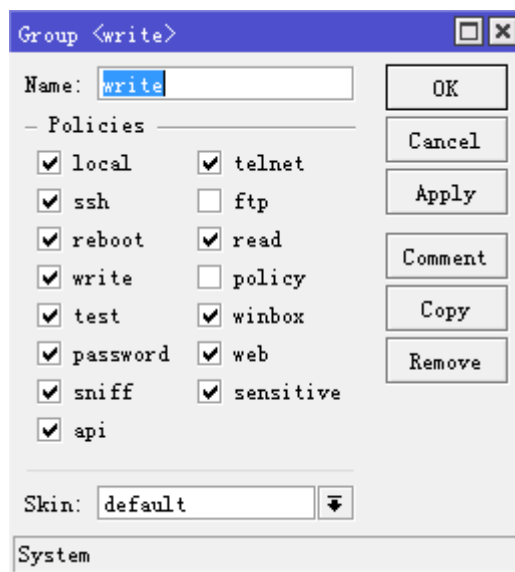 Group <write>
Name: write
OK
Policies
Cancel
local telnet
ssh ftp
Apply
reboot read
Comment
write policy
test winbox
Copy
password web
Remove
sniff sensitive
api
Skin: default
System